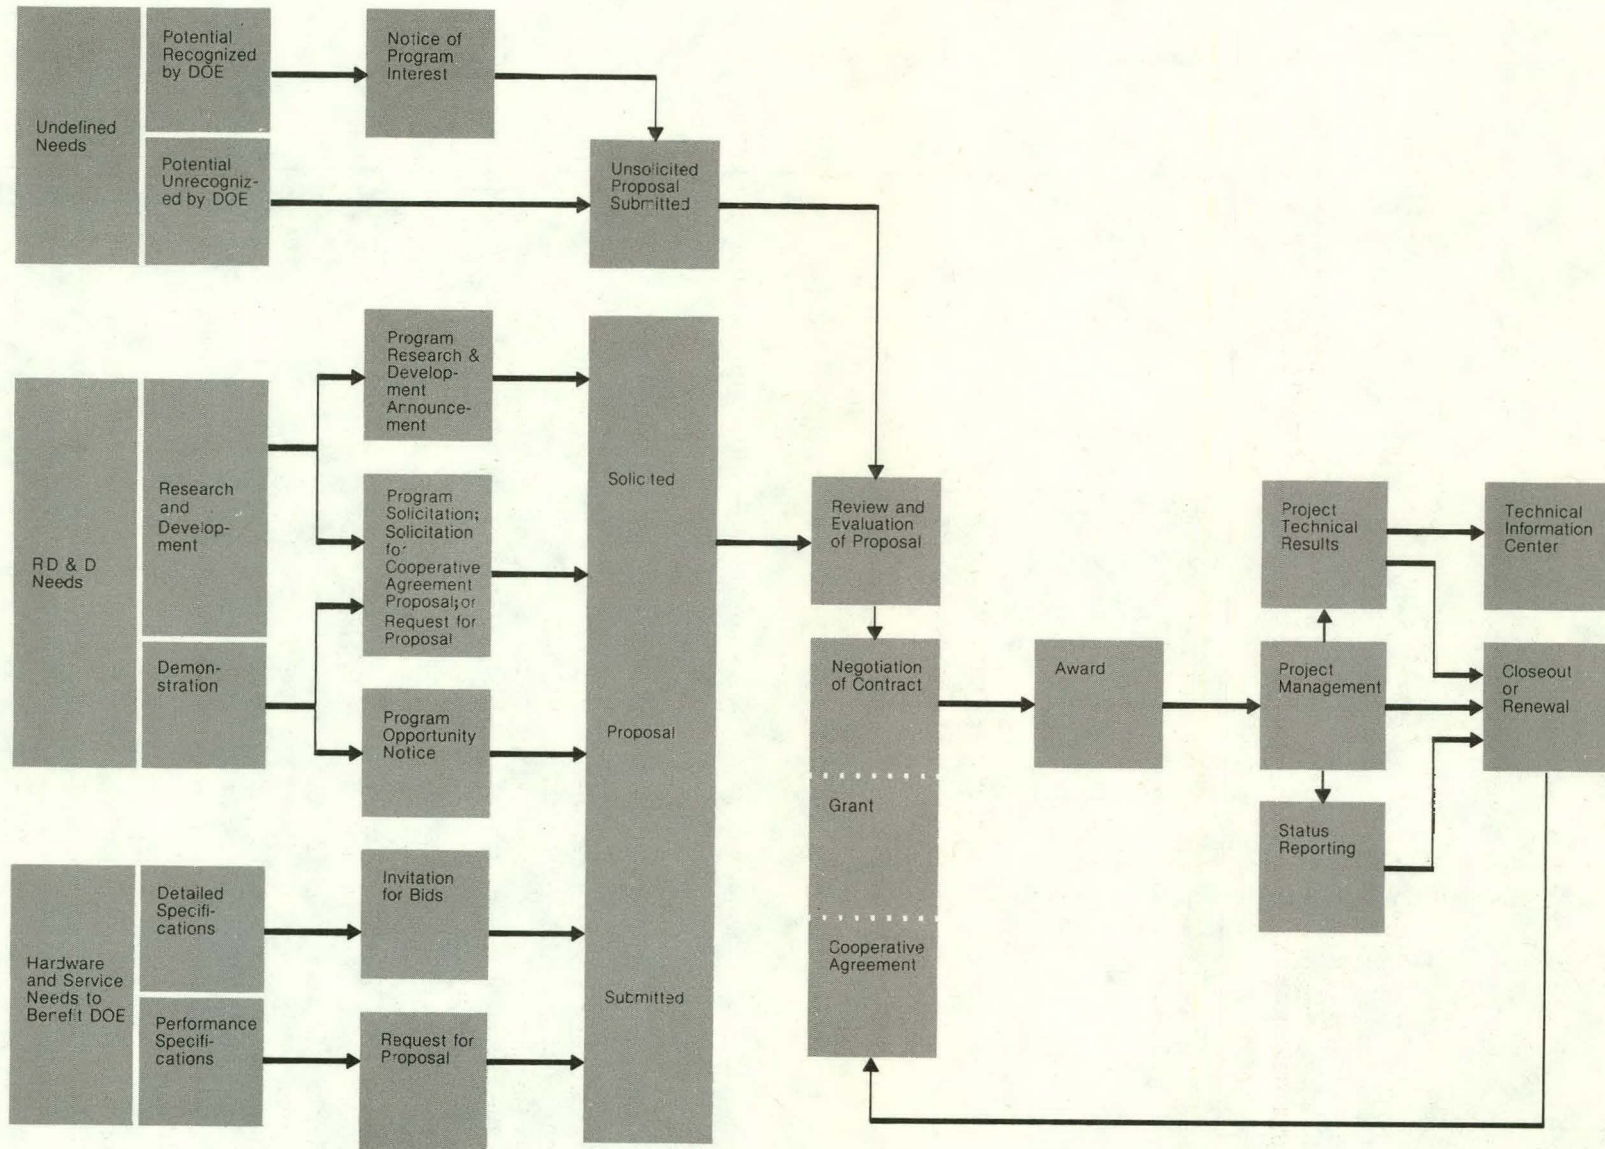 Undefined
Needs
Potential
Recognized
by DOE
Potential
Unrecogniz-
ed by DOE
Notice of
Program
Interest
Unsolicited
Proposal
Submitted
RD & D
Needs
Research
and
Develop-
ment
Demon-
stration
Program
Research &
Develop-
ment
Announce-
ment
Program
Solicitation;
Solicitation
for
Cooperative
Agreement
Proposal; or
Request for
Proposal
Program
Opportunity
Notice
Hardware
and Service
Needs to
Benefit DOE
Detailed
Specifi-
cations
Performance
Specifi-
cations
Invitation
for Bids
Request for
Proposal
Solicited
Proposal
Submitted
Review and
Evaluation
of Proposal
Negotiation
of Contract
Grant
Cooperative
Agreement
Award
Project
Technical
Results
Project
Management
Status
Reporting
Technical
Information
Center
Closeout
or
Renewal